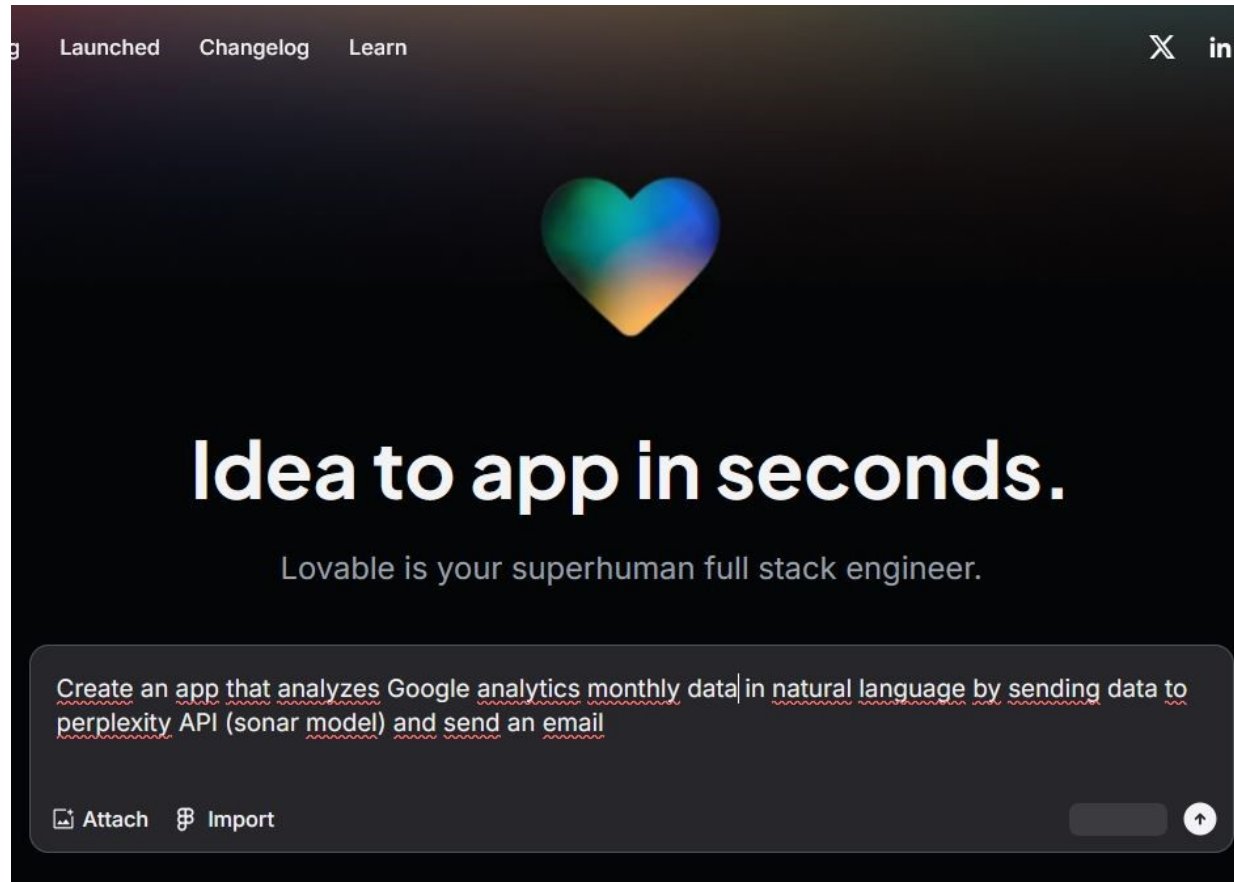 g Launched Changelog Learn X in
Idea to app in seconds.
Lovable is your superhuman full stack engineer.
Create an app that analyzes Google analytics monthly data in natural language by sending data to
perplexity API (sonar model) and send an email
Attach Import